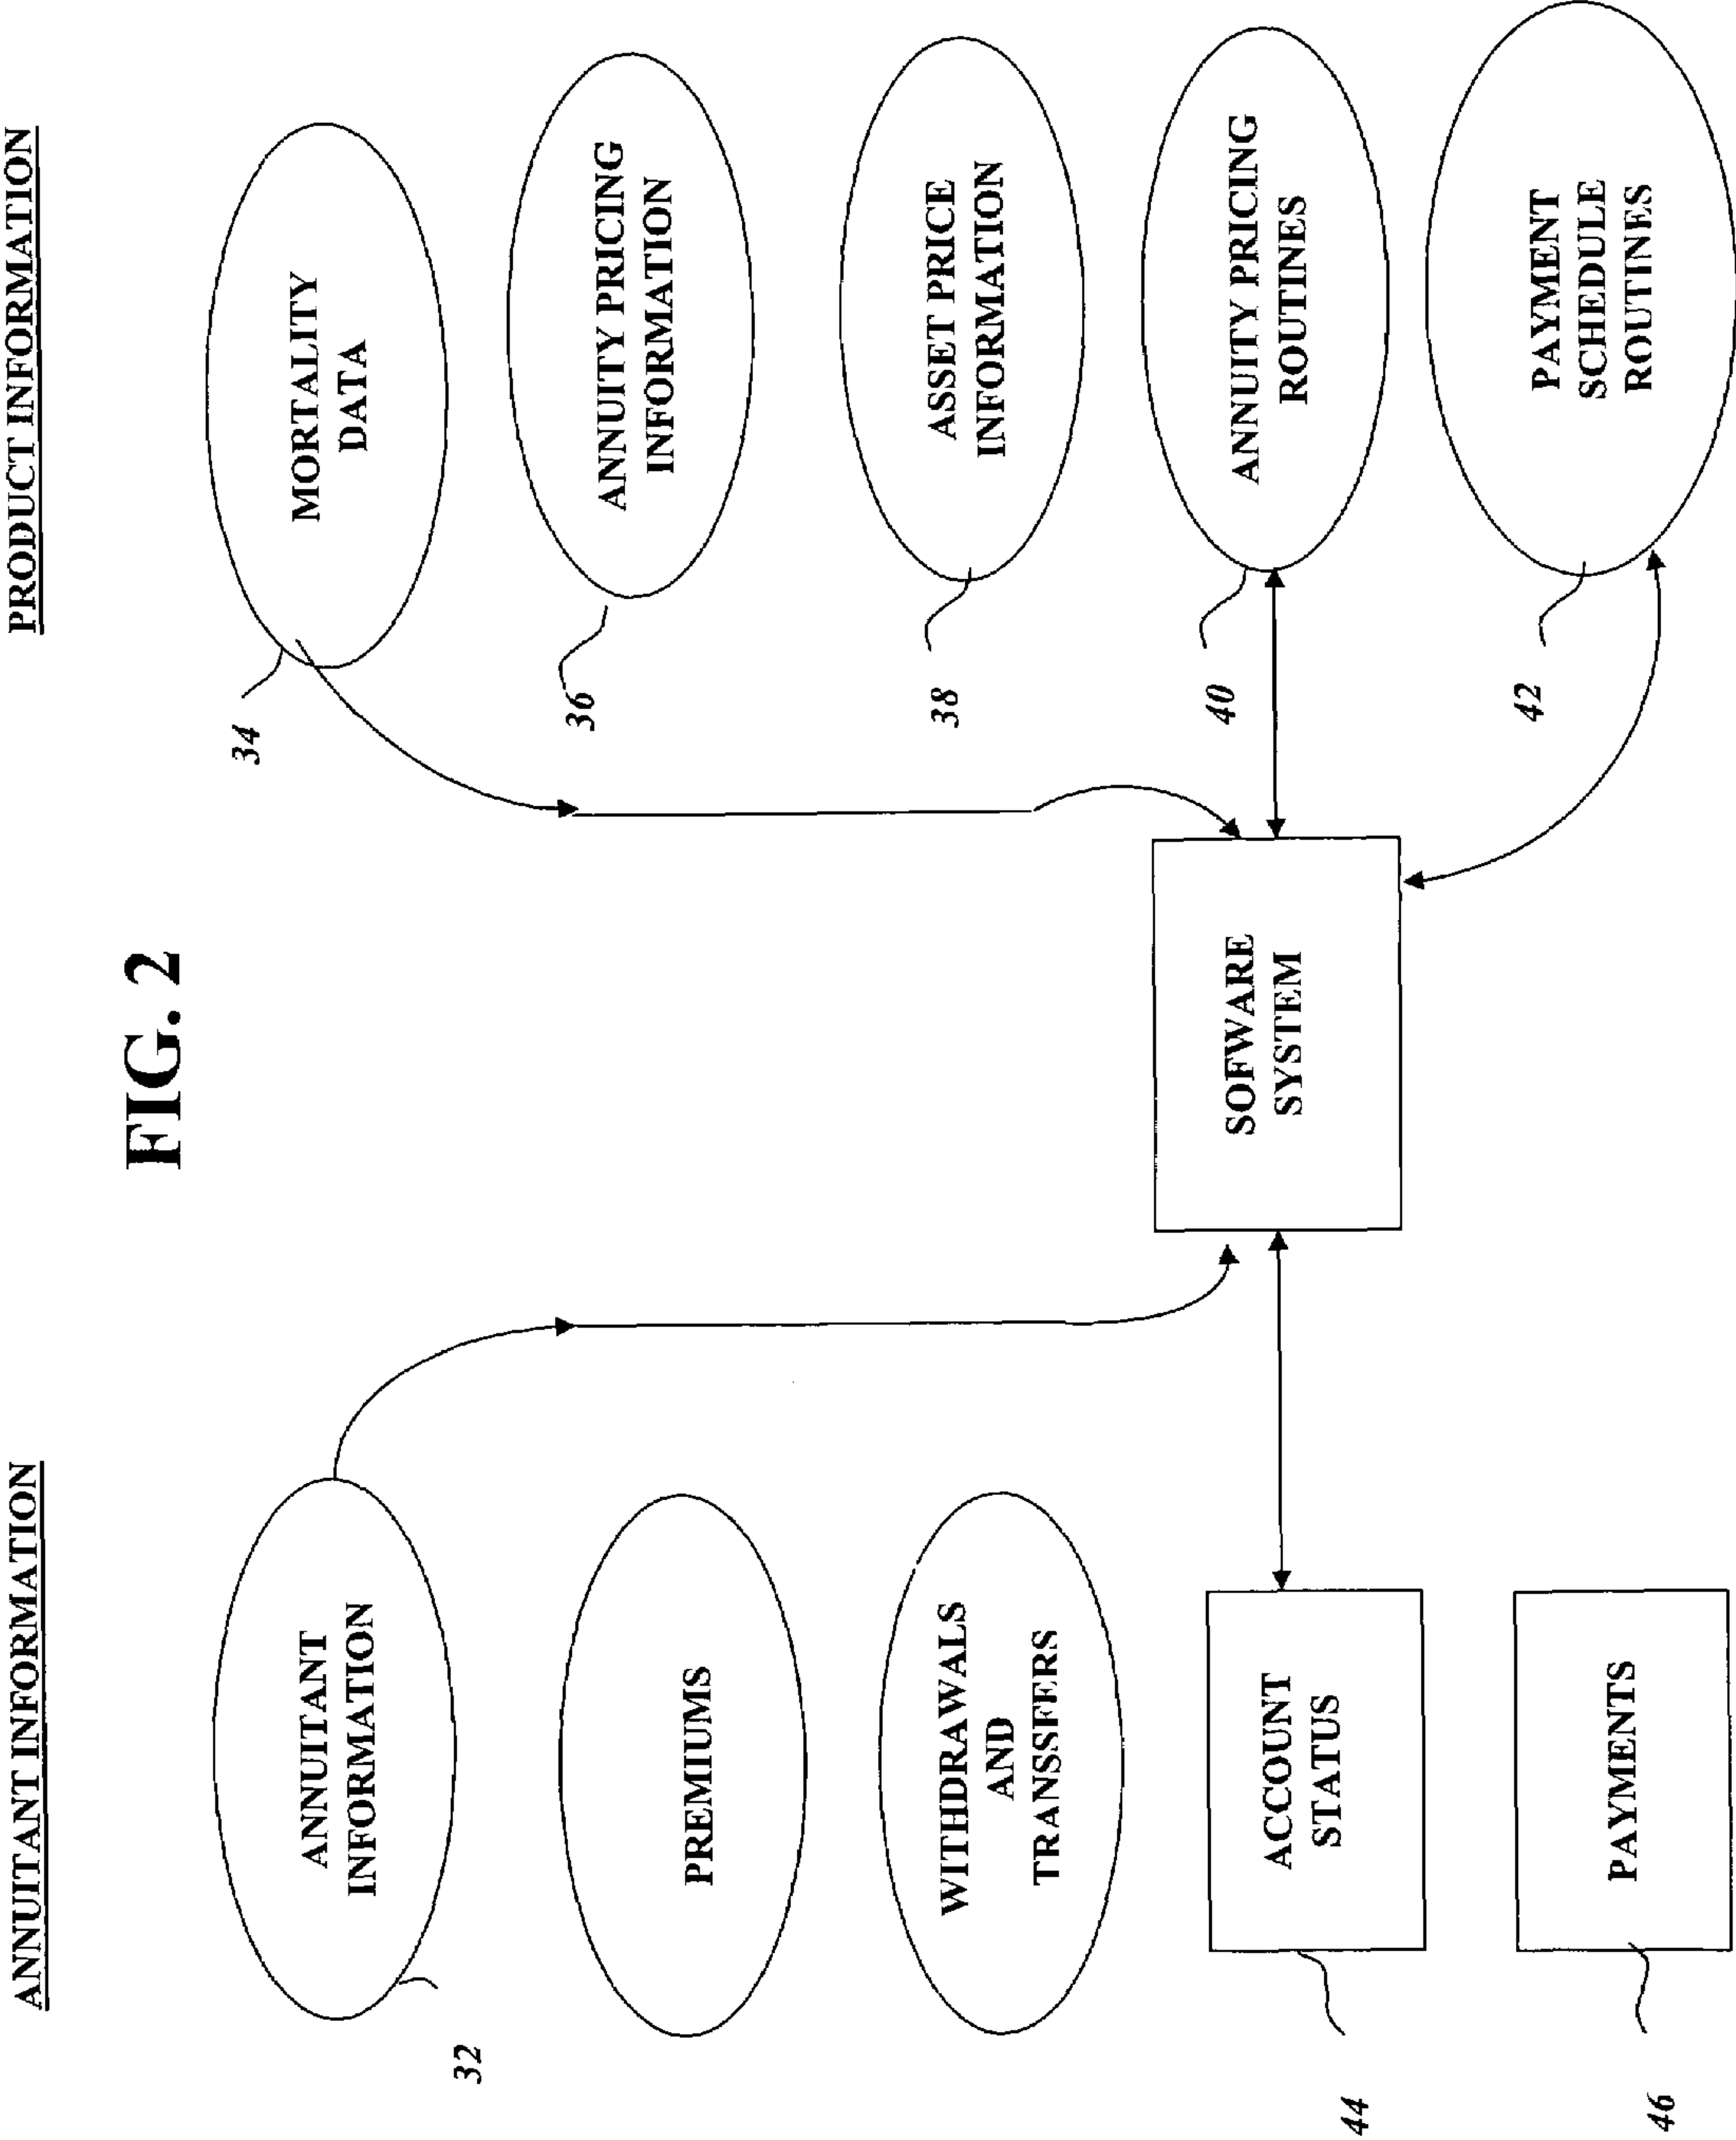 FIG. 2
ANNUITANT INFORMATION
ANNUITANT
INFORMATION
32
PREMIUMS
WITHDRAWALS
AND
TRANSSFERS
ACCOUNT
STATUS
44
PAYMENTS
46
SOFWARE
SYSTEM
PRODUCT INFORMATION
MORTALITY
DATA
34
ANNUITY PRICING
INFORMATION
36
ASSET PRICE
INFORMATION
38
ANNUITY PRICING
ROUTINES
40
PAYMENT
SCHEDULE
ROUTINES
42